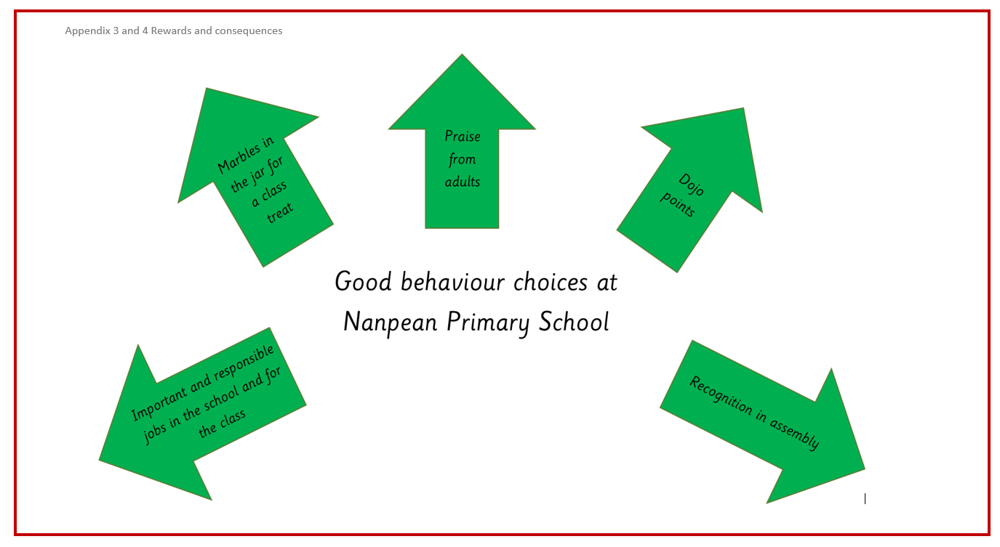 Appendix 3 and 4 Rewards and consequences
Marbles in
the jar for
a class
treat
Praise
from
adults
Dojo
points
Good behaviour choices at
Nanpean Primary School
Important and responsible
jobs in the school and for
the class
Recognition in assembly